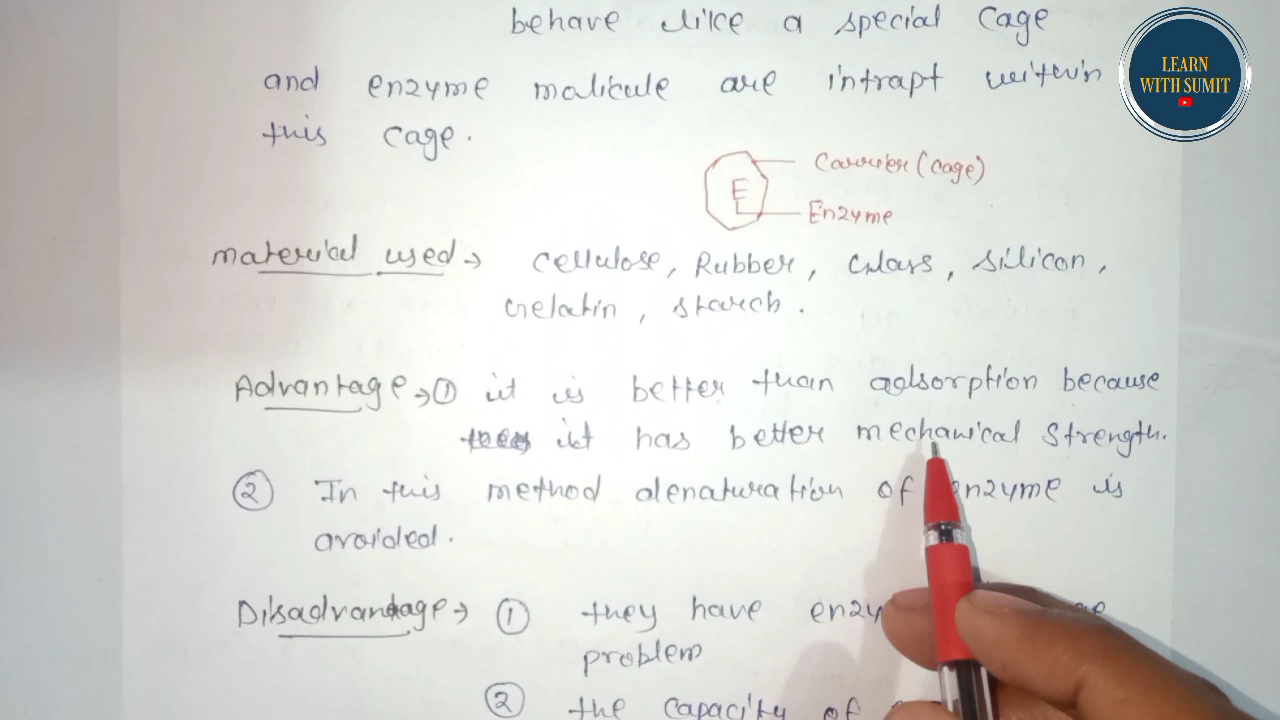 behave like a special cage
and enzyme malicule are intrapt within
this cage.
E
Carrier (cage)
Enzyme
material used → cellulose, Rubber, Glass, Silicon,
Gelatin, starch.
Advantage → ① it is better than adsorption because
it has better mechanical strength.
② In this method denaturation of enzyme is
avoided.
Disadvantage → ① they have
problem
② the capacity of
LEARN
WITH SUMIT